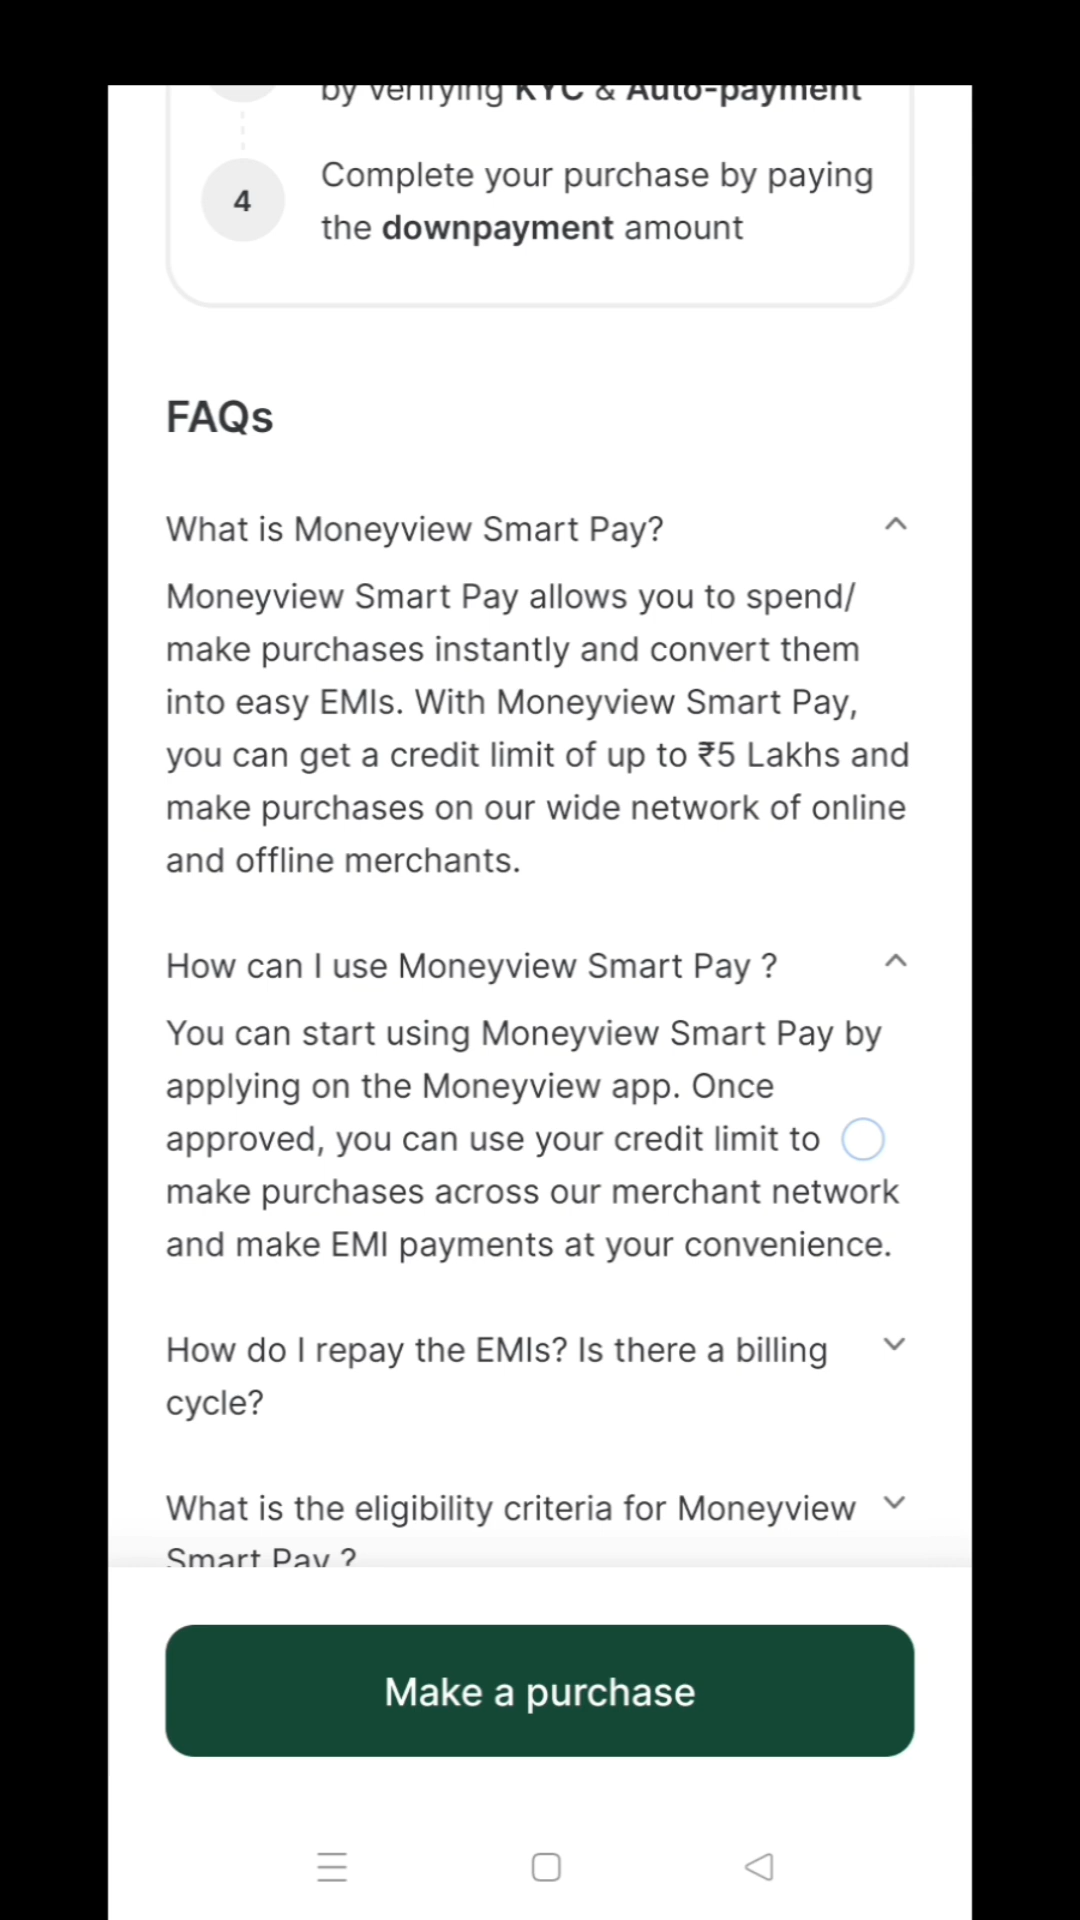 by verifying KYC & Auto-payment
4
Complete your purchase by paying
the downpayment amount
FAQs
What is Moneyview Smart Pay?
Moneyview Smart Pay allows you to spend/
make purchases instantly and convert them
into easy EMIs. With Moneyview Smart Pay,
you can get a credit limit of up to ₹5 Lakhs and
make purchases on our wide network of online
and offline merchants.
How can I use Moneyview Smart Pay ?
You can start using Moneyview Smart Pay by
applying on the Moneyview app. Once
approved, you can use your credit limit to
make purchases across our merchant network
and make EMI payments at your convenience.
How do I repay the EMIs? Is there a billing
cycle?
What is the eligibility criteria for Moneyview
Smart Pay ?
Make a purchase